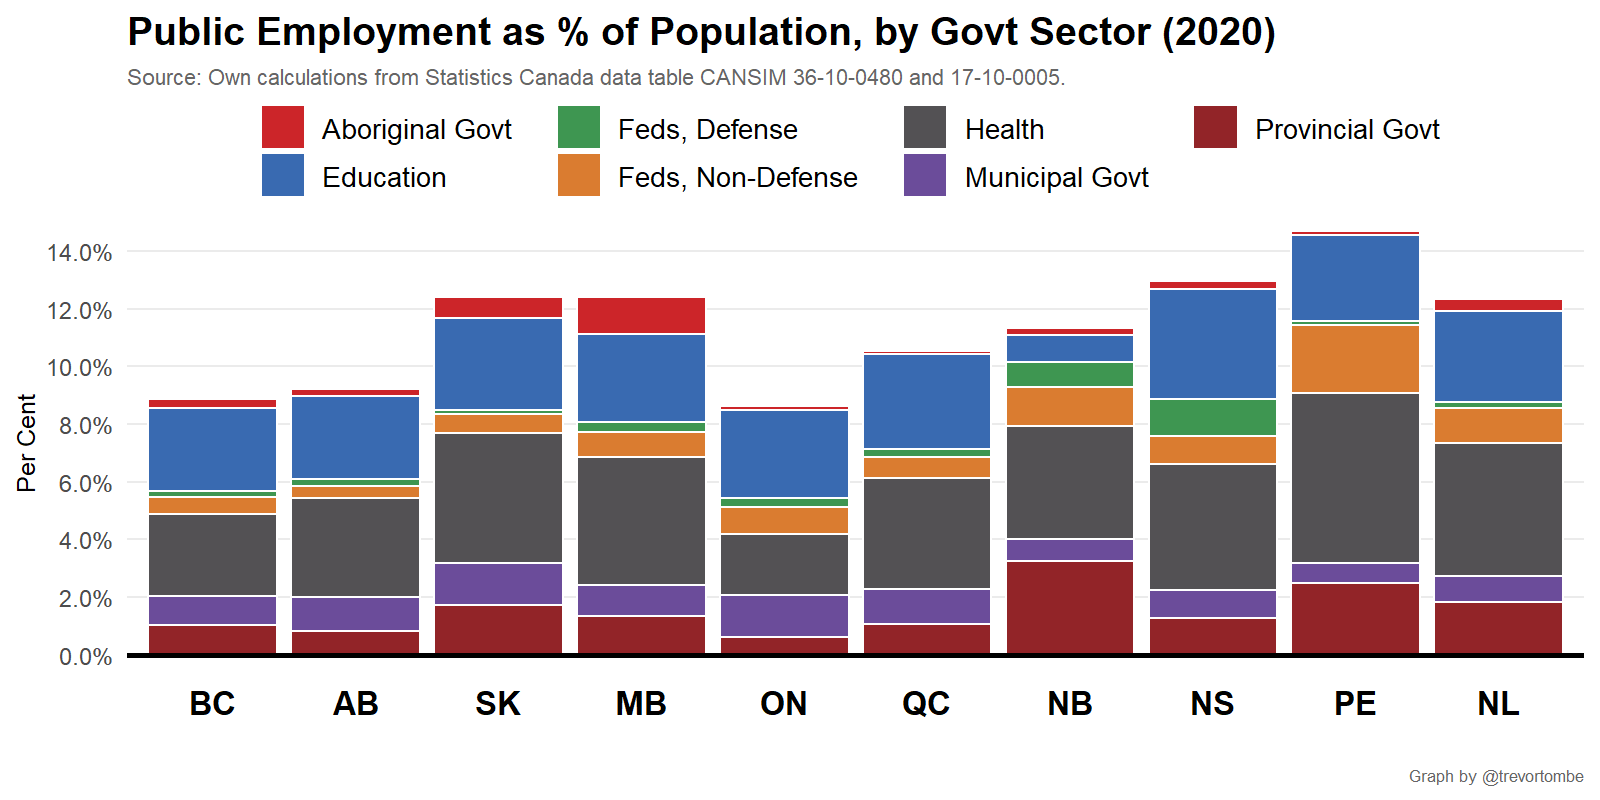 Public Employment as % of Population, by Govt Sector (2020)
Source: Own calculations from Statistics Canada data table CANSIM 36-10-0480 and 17-10-0005.
Aboriginal Govt
Feds, Defense
Health
Provincial Govt
Education
Feds, Non-Defense
Municipal Govt
Per Cent
14.0%
12.0%
10.0%
8.0%
6.0%
4.0%
2.0%
0.0%
BC AB SK MB ON QC NB NS PE NL
Graph by @trevortombe